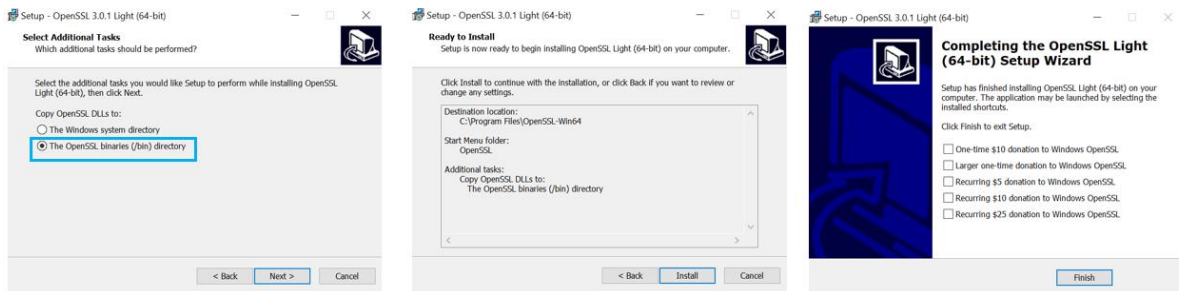 Setup - OpenSSL 3.0.1 Light (64-bit)
Select Additional Tasks
Which additional tasks should be performed?
Select the additional tasks you would like Setup to perform while installing OpenSSL
Light (64-bit), then click Next.
Copy OpenSSL DLLs to:
The Windows system directory
The OpenSSL binaries (/bin) directory
< Back
Next >
Cancel
Setup - OpenSSL 3.0.1 Light (64-bit)
Ready to Install
Setup is now ready to begin installing OpenSSL Light (64-bit) on your computer.
Click Install to continue with the installation, or click Back if you want to review or
change any settings.
Destination location:
C:\Program Files\OpenSSL-Win64
Start Menu folder:
OpenSSL
Additional tasks:
Copy OpenSSL DLLs to:
The OpenSSL binaries (/bin) directory
< Back
Install
Cancel
Setup - OpenSSL 3.0.1 Light (64-bit)
Completing the OpenSSL Light
(64-bit) Setup Wizard
Setup has finished installing OpenSSL Light (64-bit) on your
computer. The application may be launched by selecting the
installed shortcuts.
Click Finish to exit Setup.
One-time $10 donation to Windows OpenSSL
Larger one-time donation to Windows OpenSSL
Recurring $5 donation to Windows OpenSSL
Recurring $10 donation to Windows OpenSSL
Recurring $25 donation to Windows OpenSSL
Finish